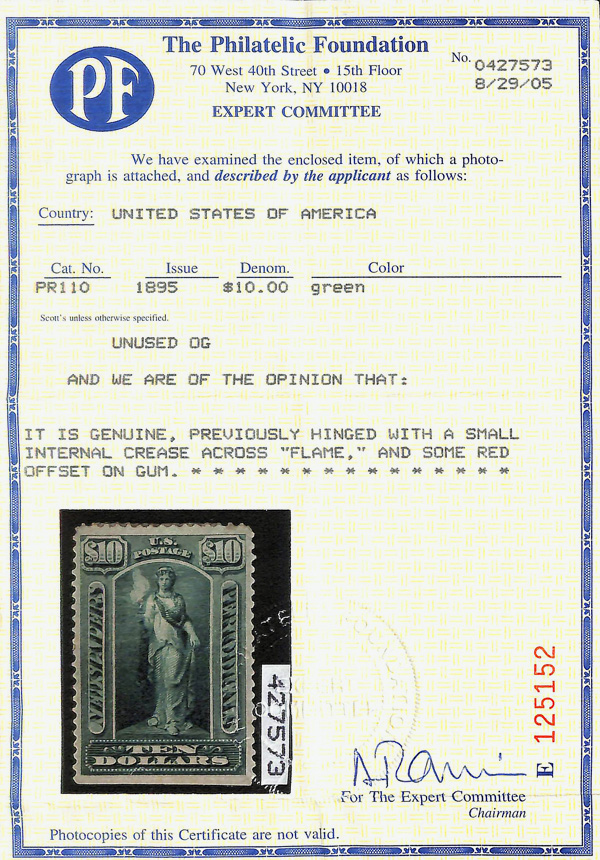 PF
The Philatelic Foundation
70 West 40th Street • 15th Floor
New York, NY 10018
EXPERT COMMITTEE
No. 0427573
8/29/05
We have examined the enclosed item, of which a photo-
graph is attached, and described by the applicant as follows:
Country: UNITED STATES OF AMERICA
Cat. No. Issue Denom. Color
PR110 1895 $10.00 green
Scott's unless otherwise specified.
UNUSED OG
AND WE ARE OF THE OPINION THAT:
IT IS GENUINE, PREVIOUSLY HINGED WITH A SMALL
INTERNAL CREASE ACROSS "FLAME," AND SOME RED
OFFSET ON GUM. * * * * * * * * * * * * * * *
$10 U.S. $10
POSTAGE
NEWSPAPERS
PERIODICALS
TEN
DOLLARS
427573
E 125152
For The Expert Committee
Chairman
Photocopies of this Certificate are not valid.